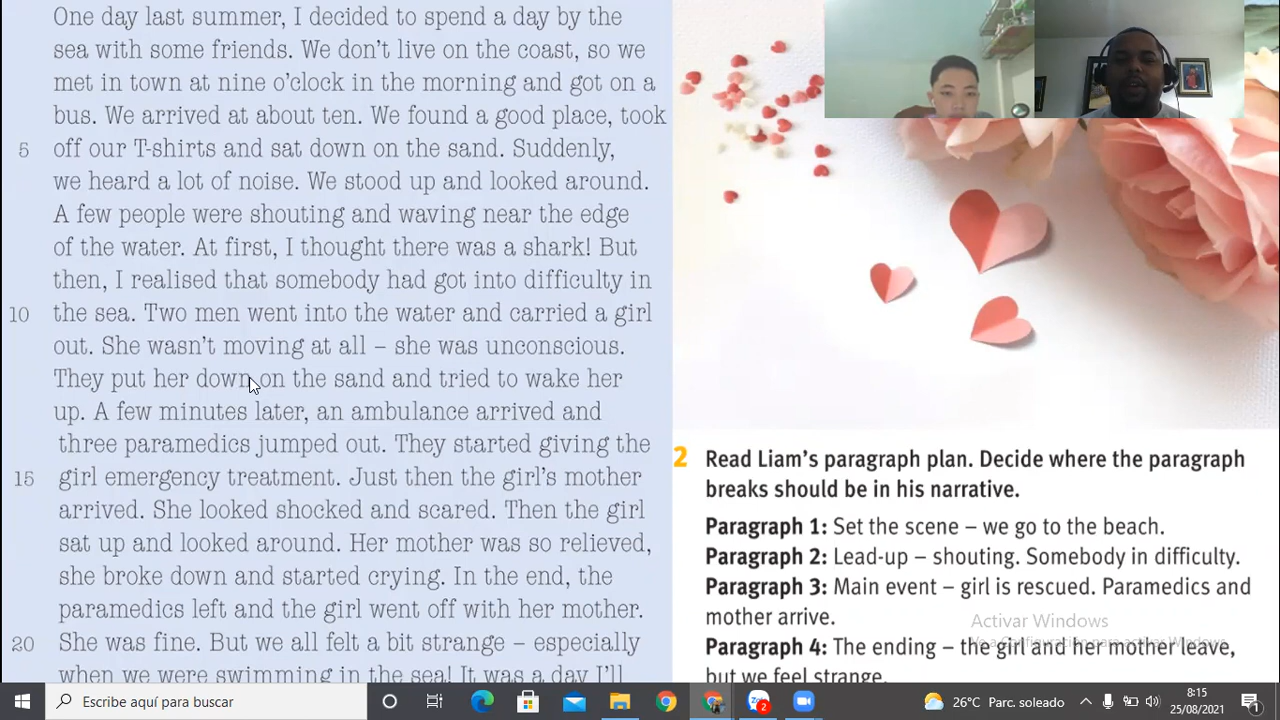 One day last summer, I decided to spend a day by the
sea with some friends. We don't live on the coast, so we
met in town at nine o'clock in the morning and got on a
bus. We arrived at about ten. We found a good place, took
5 off our T-shirts and sat down on the sand. Suddenly,
we heard a lot of noise. We stood up and looked around.
A few people were shouting and waving near the edge
of the water. At first, I thought there was a shark! But
then, I realised that somebody had got into difficulty in
10 the sea. Two men went into the water and carried a girl
out. She wasn't moving at all – she was unconscious.
They put her down on the sand and tried to wake her
up. A few minutes later, an ambulance arrived and
three paramedics jumped out. They started giving the
15 girl emergency treatment. Just then the girl's mother
arrived. She looked shocked and scared. Then the girl
sat up and looked around. Her mother was so relieved,
she broke down and started crying. In the end, the
paramedics left and the girl went off with her mother.
20 She was fine. But we all felt a bit strange – especially
when we were swimming in the sea! It was a day I'll
2 Read Liam's paragraph plan. Decide where the paragraph
breaks should be in his narrative.
Paragraph 1: Set the scene – we go to the beach.
Paragraph 2: Lead-up – shouting. Somebody in difficulty.
Paragraph 3: Main event – girl is rescued. Paramedics and
mother arrive.
Paragraph 4: The ending – the girl and her mother leave,
but we feel strange.
Activar Windows
Ve a Configuración para activar Windows.
Escribe aquí para buscar
2
26°C Parc. soleado
8:15
25/08/2021
1